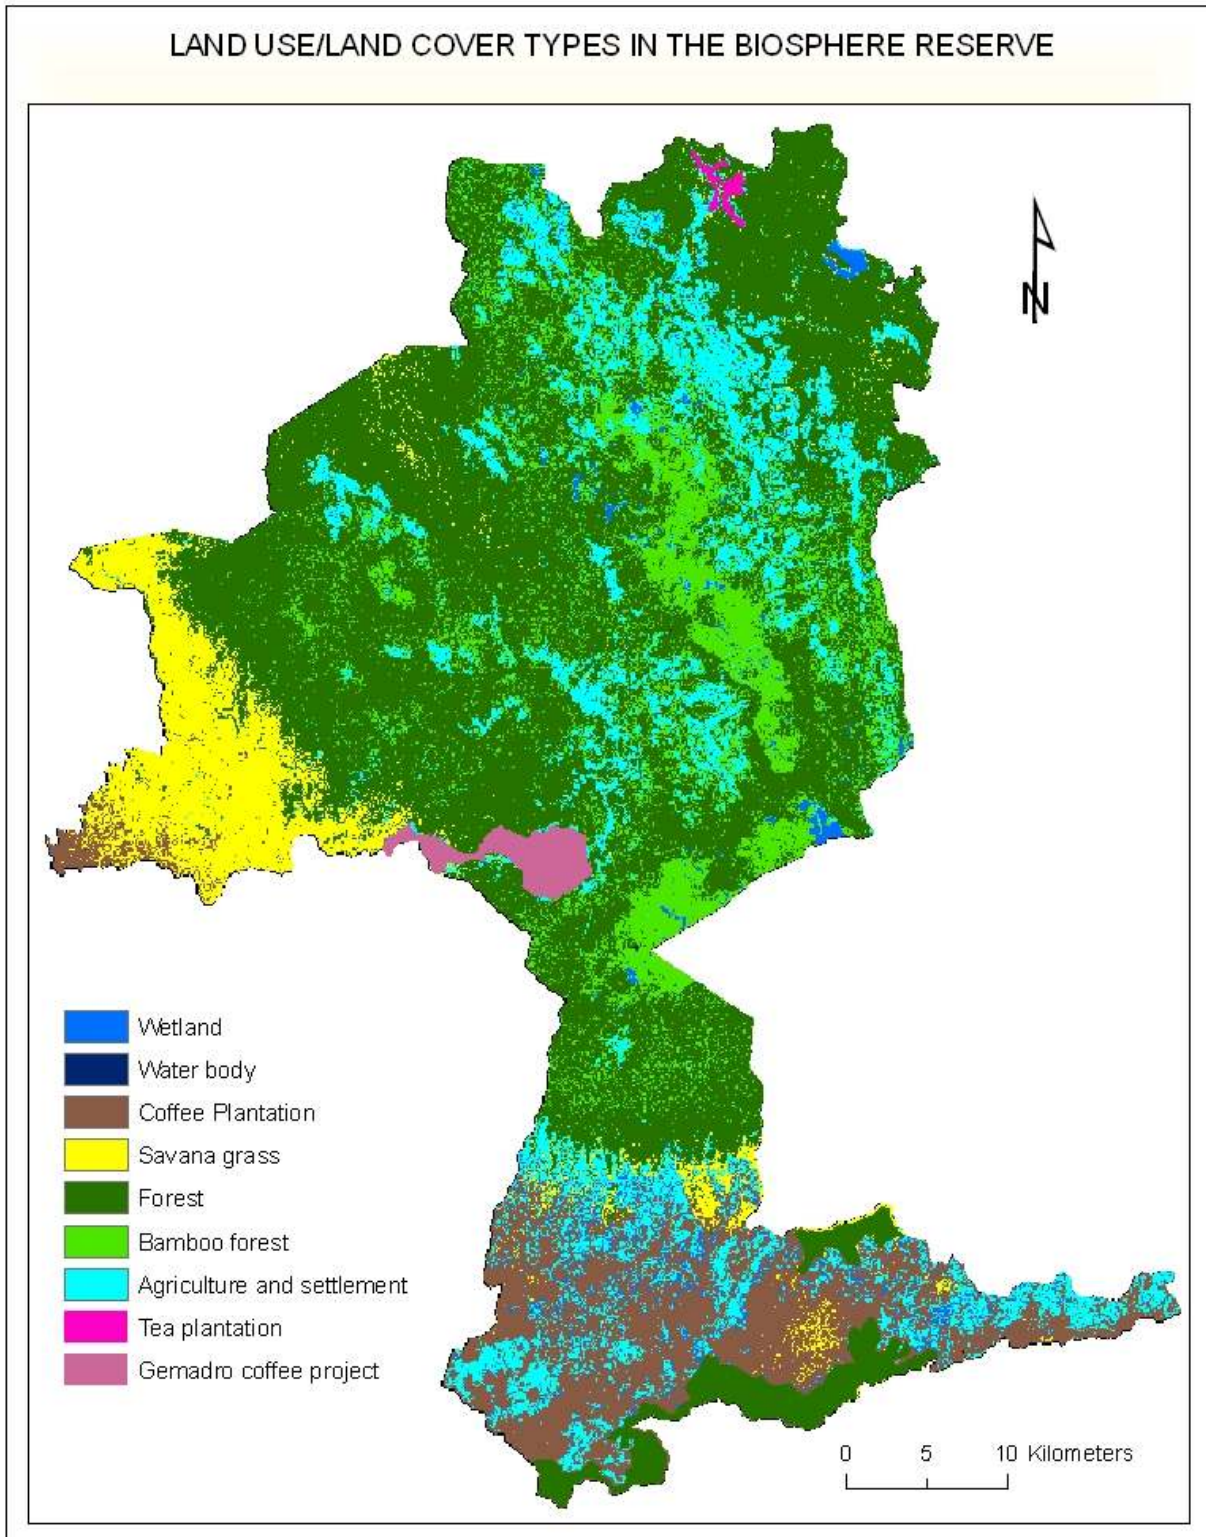 LAND USE/LAND COVER TYPES IN THE BIOSPHERE RESERVE
N
Wetland
Water body
Coffee Plantation
Savana grass
Forest
Bamboo forest
Agriculture and settlement
Tea plantation
Gemadro coffee project
0 5 10 Kilometers